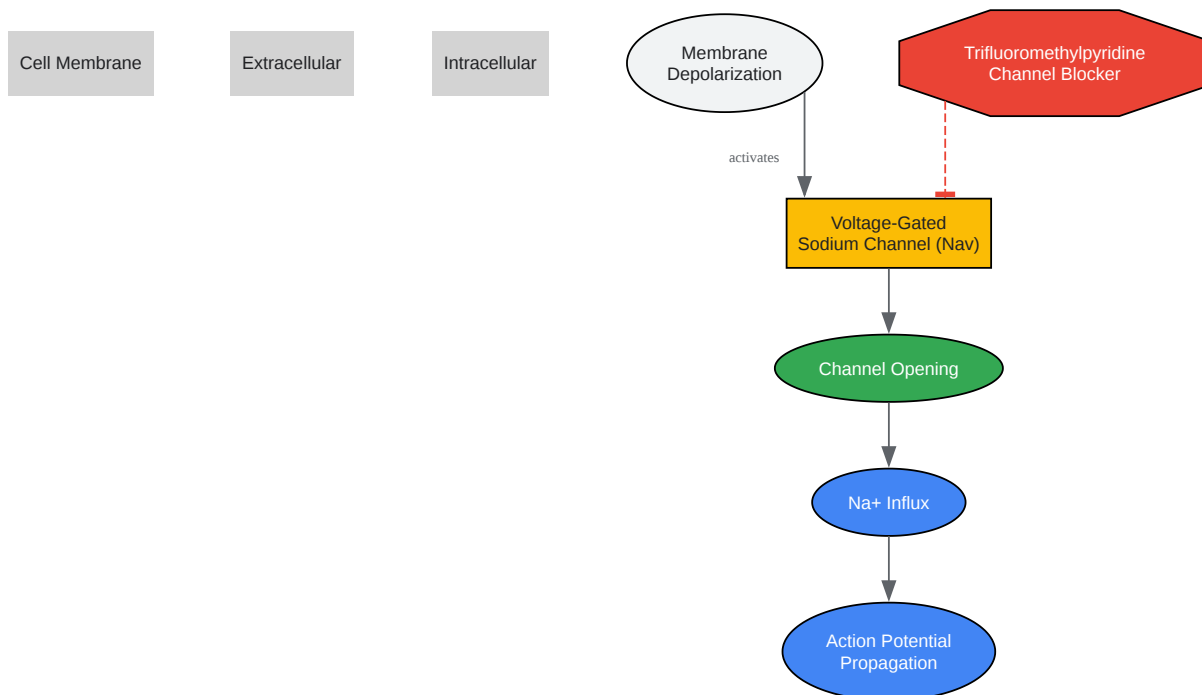 Cell Membrane
Extracellular
Intracellular
Membrane
Depolarization
Trifluoromethylpyridine
Channel Blocker
activates
Voltage-Gated
Sodium Channel (Nav)
Channel Opening
Na+ Influx
Action Potential
Propagation